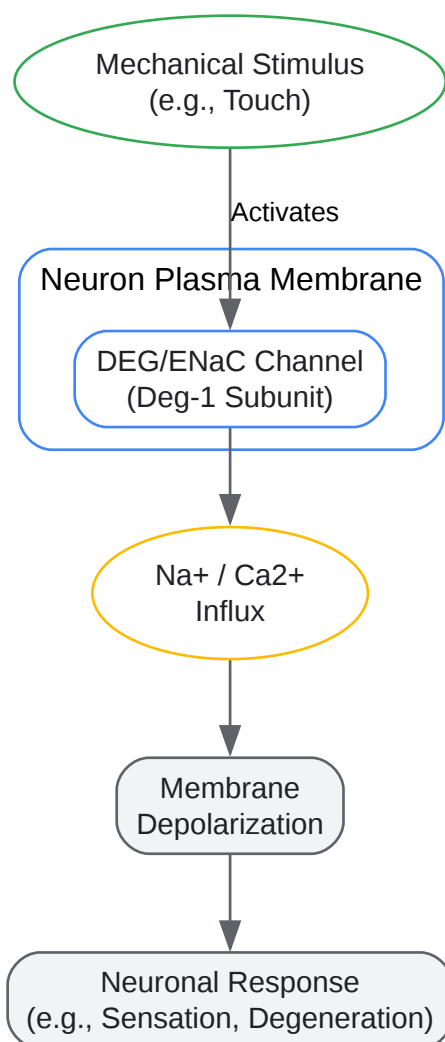 Mechanical Stimulus
(e.g., Touch)
Activates
Neuron Plasma Membrane
DEG/ENaC Channel
(Deg-1 Subunit)
Na+ / Ca2+
Influx
Membrane
Depolarization
Neuronal Response
(e.g., Sensation, Degeneration)